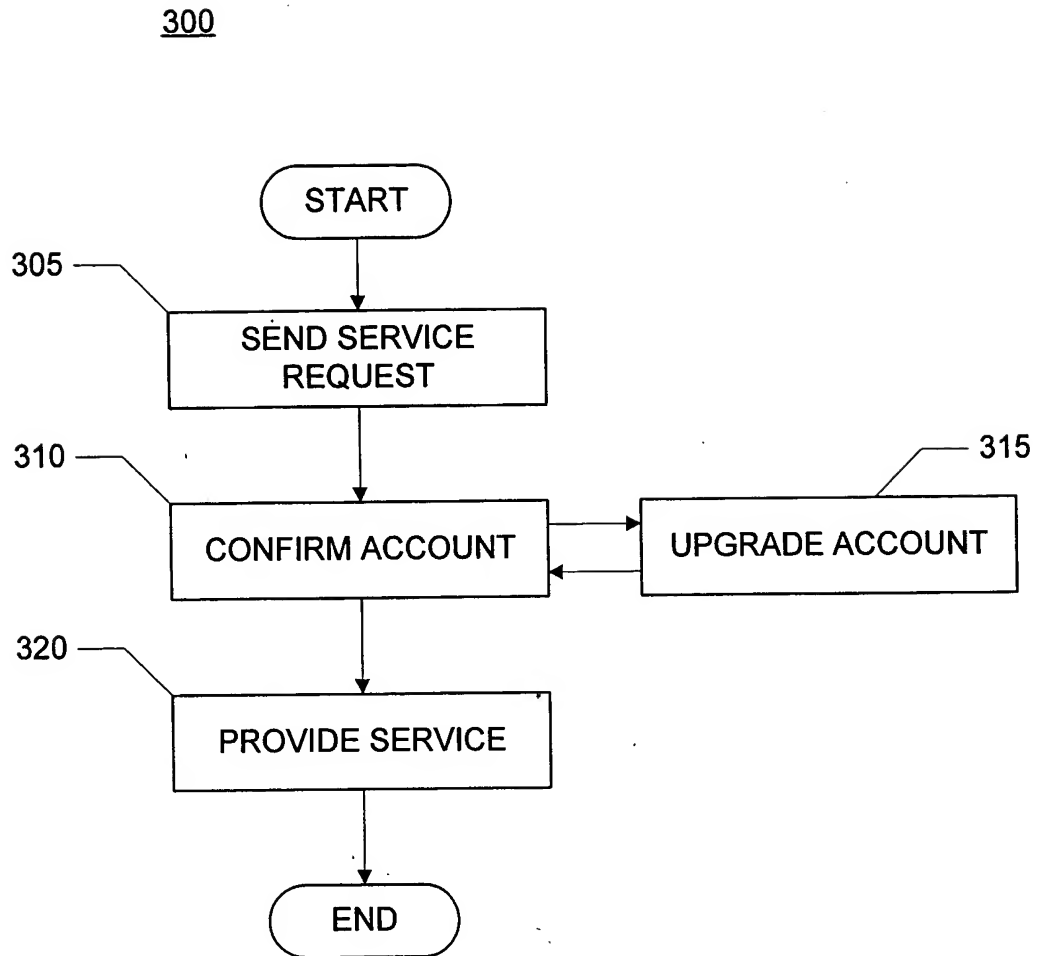 300
START
305
SEND SERVICE
REQUEST
310
CONFIRM ACCOUNT
315
UPGRADE ACCOUNT
320
PROVIDE SERVICE
END